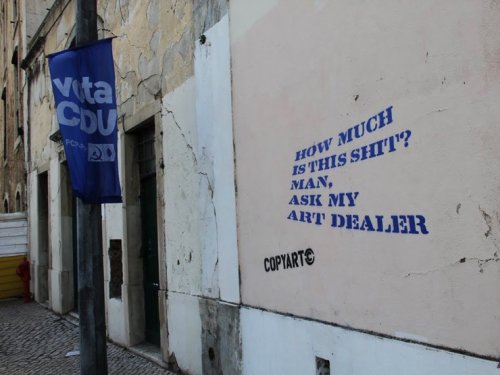 vota
CDU
HOW MUCH
IS THIS SHIT?
MAN,
ASK MY
ART DEALER
COPYART©